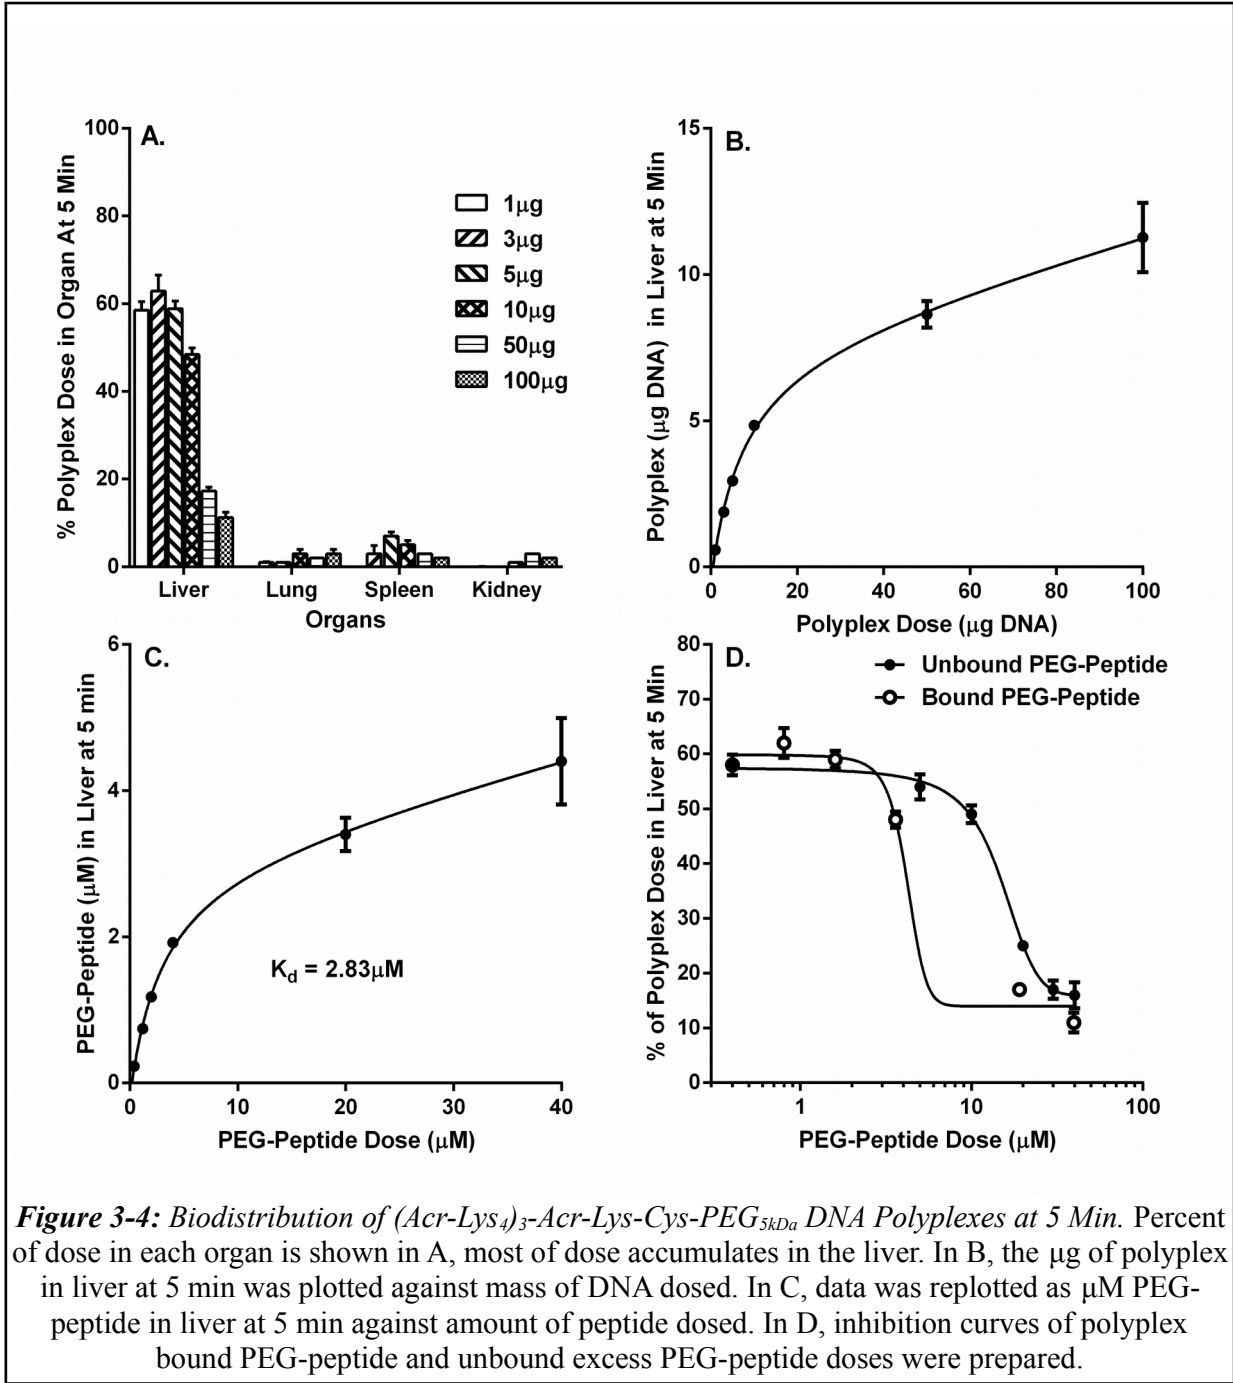 A.
% Polyplex Dose in Organ At 5 Min
100
80
60
40
20
0
1μg
3μg
5μg
10μg
50μg
100μg
Liver Lung Spleen Kidney
Organs
B.
Polyplex (μg DNA) in Liver at 5 Min
15
10
5
0
0 20 40 60 80 100
Polyplex Dose (μg DNA)
C.
PEG-Peptide (μM) in LIver at 5 min
6
4
2
0
K_d = 2.83μM
0 10 20 30 40
PEG-Peptide Dose (μM)
D.
% of Polyplex Dose in Liver at 5 Min
80
70
60
50
40
30
20
10
0
Unbound PEG-Peptide
Bound PEG-Peptide
1 10 100
PEG-Peptide Dose (μM)
Figure 3-4: Biodistribution of (Acr-Lys₄)₃-Acr-Lys-Cys-PEG₅kDa DNA Polyplexes at 5 Min. Percent
of dose in each organ is shown in A, most of dose accumulates in the liver. In B, the μg of polyplex
in liver at 5 min was plotted against mass of DNA dosed. In C, data was replotted as μM PEG-
peptide in liver at 5 min against amount of peptide dosed. In D, inhibition curves of polyplex
bound PEG-peptide and unbound excess PEG-peptide doses were prepared.